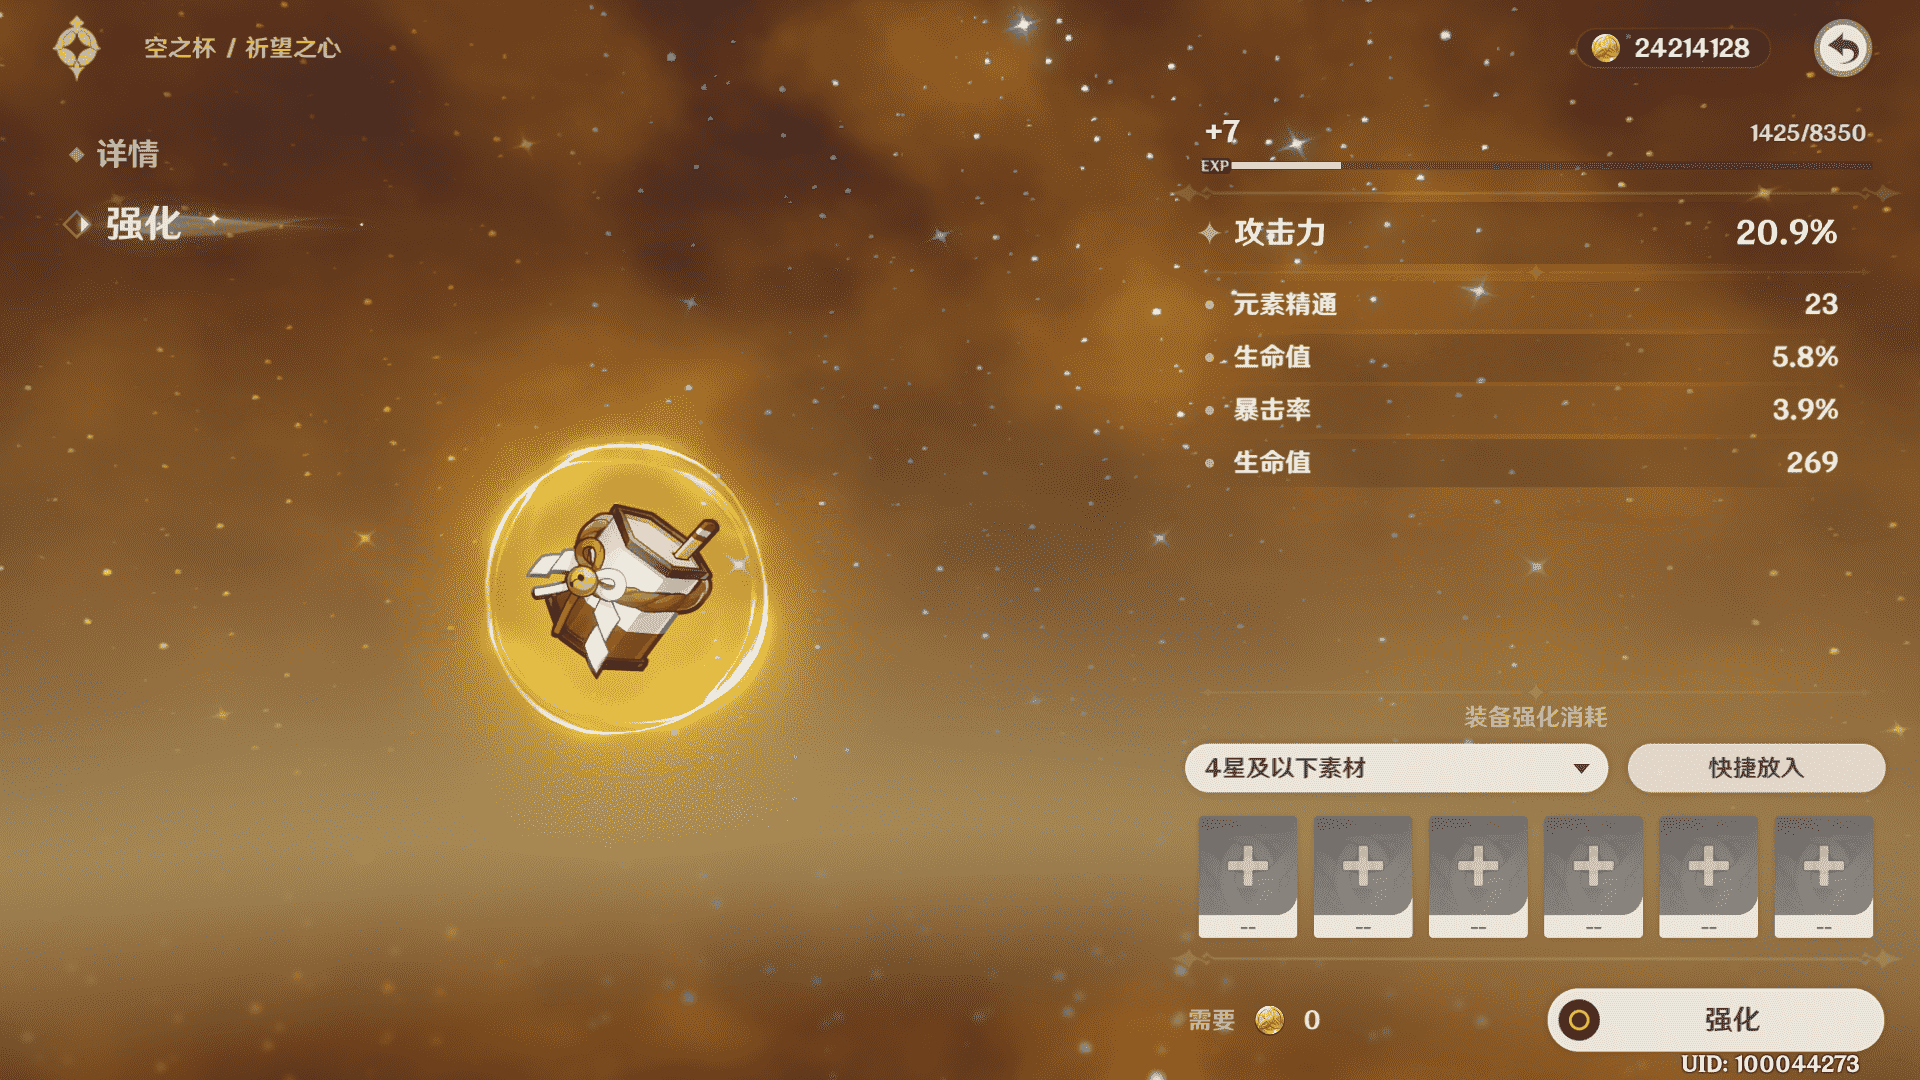 空之杯 / 祈望之心
24214128
详情
强化
+7
1425/8350
EXP
攻击力 20.9%
元素精通 23
生命值 5.8%
暴击率 3.9%
生命值 269
装备强化消耗
4星及以下素材
快捷放入
-- -- -- -- -- --
需要 0
强化
UID: 100044273